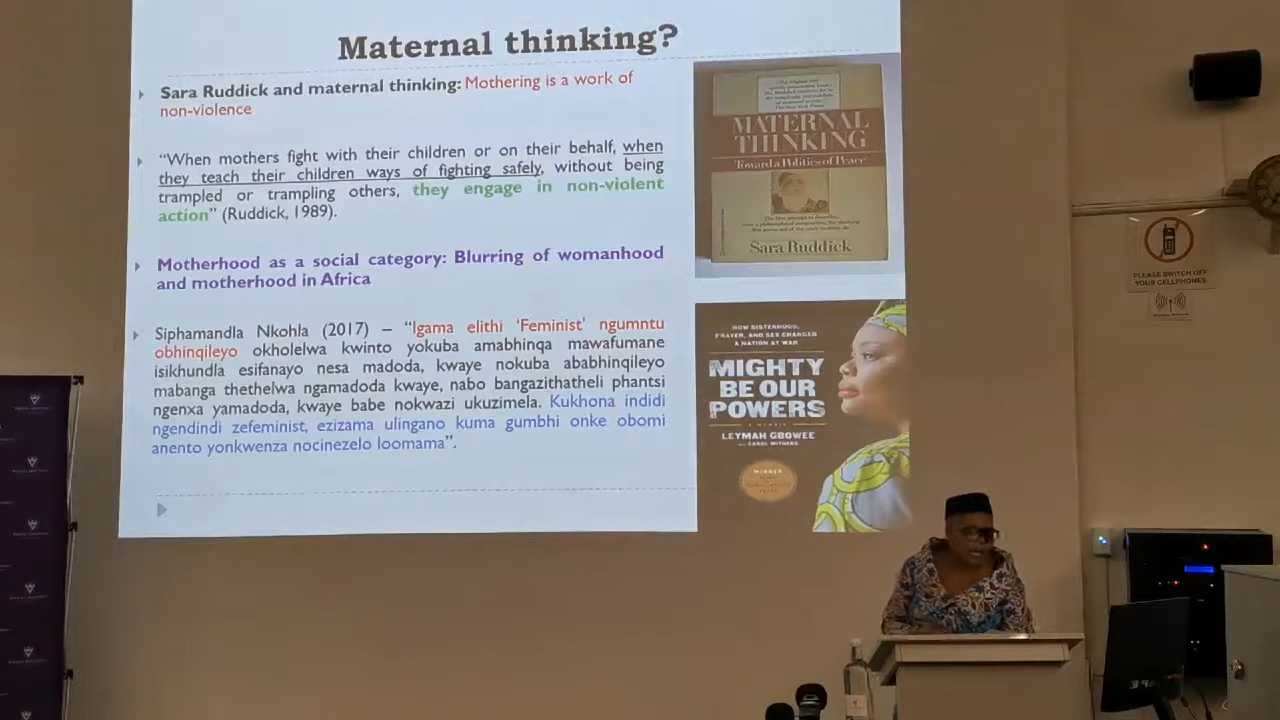 Maternal thinking?
Sara Ruddick and maternal thinking: Mothering is a work of
non-violence
“When mothers fight with their children or on their behalf, when
they teach their children ways of fighting safely, without being
trampled or trampling others, they engage in non-violent
action” (Ruddick, 1989).
Motherhood as a social category: Blurring of womanhood
and motherhood in Africa
Siphamandla Nkohla (2017) – “Igama elithi ‘Feminist’ ngumntu
obhinqileyo okholelwa kwinto yokuba amabhinqa mawafumane
isikhundla esifanayo nesa madoda, kwaye nokuba ababhinqileyo
mabanga thethelwa ngamadoda kwaye, nabo bangazithatheli phantsi
ngenxa yamadoda, kwaye babe nokwazi ukuzimela. Kukhona indidi
ngendindi zefeminist, ezizama ulingano kuma gumbhi onke obomi
anento yonkwenza nocinezelo loomama”.
MATERNAL
THINKING
Toward a Politics of Peace
Sara Ruddick
HOW SISTERHOOD,
PRAYER, AND SEX CHANGED
A NATION AT WAR
MIGHTY
BE OUR
POWERS
A MEMOIR
LEYMAH GBOWEE
WINNER
PLEASE SWITCH OFF
YOUR CELLPHONES